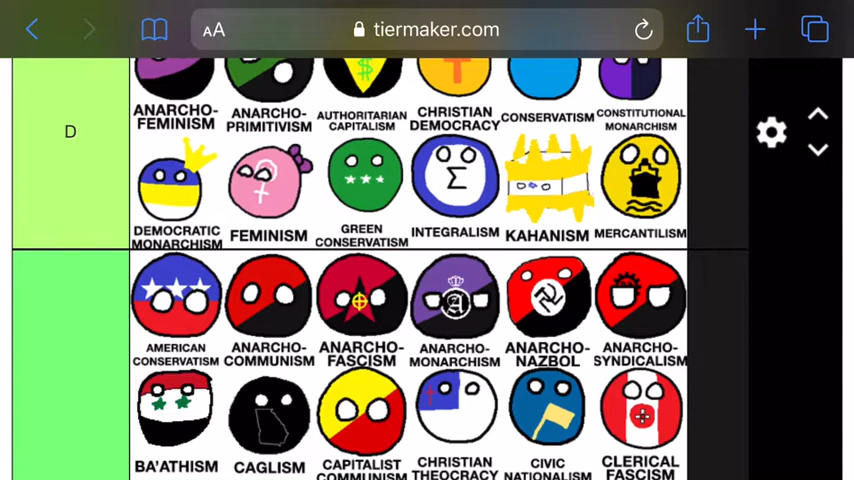 AA tiermaker.com
D
ANARCHO-
FEMINISM
ANARCHO-
PRIMITIVISM
AUTHORITARIAN
CAPITALISM
CHRISTIAN
DEMOCRACY
CONSERVATISM
CONSTITUTIONAL
MONARCHISM
DEMOCRATIC
MONARCHISM
FEMINISM
GREEN
CONSERVATISM
INTEGRALISM
KAHANISM
MERCANTILISM
AMERICAN
CONSERVATISM
ANARCHO-
COMMUNISM
ANARCHO-
FASCISM
ANARCHO-
MONARCHISM
ANARCHO-
NAZBOL
ANARCHO-
SYNDICALISM
BA'ATHISM
CAGLISM
CAPITALIST
COMMUNISM
CHRISTIAN
THEOCRACY
CIVIC
NATIONALISM
CLERICAL
FASCISM